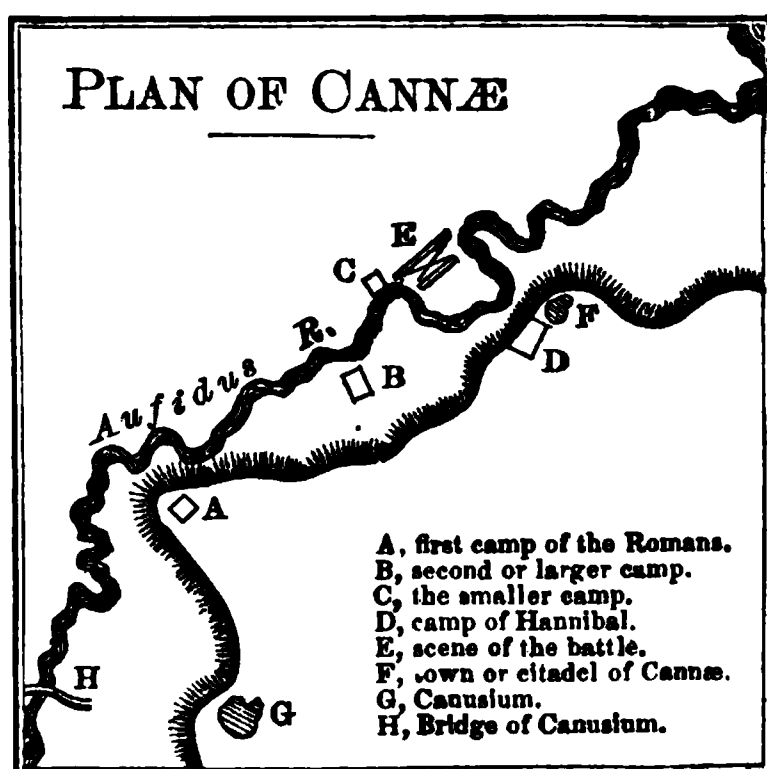 PLAN OF CANNÆ
E
C
Aufidus R.
B
F
D
A
H
G
A, first camp of the Romans.
B, second or larger camp.
C, the smaller camp.
D, camp of Hannibal.
E, scene of the battle.
F, own or citadel of Cannæ.
G, Canusium.
H, Bridge of Canusium.